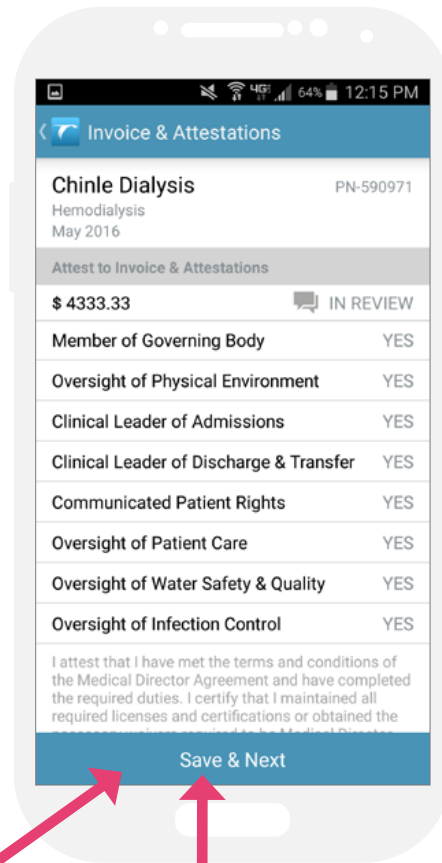 4G 64% 12:15 PM
Invoice & Attestations
Chinle Dialysis PN-590971
Hemodialysis
May 2016
Attest to Invoice & Attestations
$ 4333.33 IN REVIEW
Member of Governing Body YES
Oversight of Physical Environment YES
Clinical Leader of Admissions YES
Clinical Leader of Discharge & Transfer YES
Communicated Patient Rights YES
Oversight of Patient Care YES
Oversight of Water Safety & Quality YES
Oversight of Infection Control YES
I attest that I have met the terms and conditions of
the Medical Director Agreement and have completed
the required duties. I certify that I maintained all
required licenses and certifications or obtained the
Save & Next